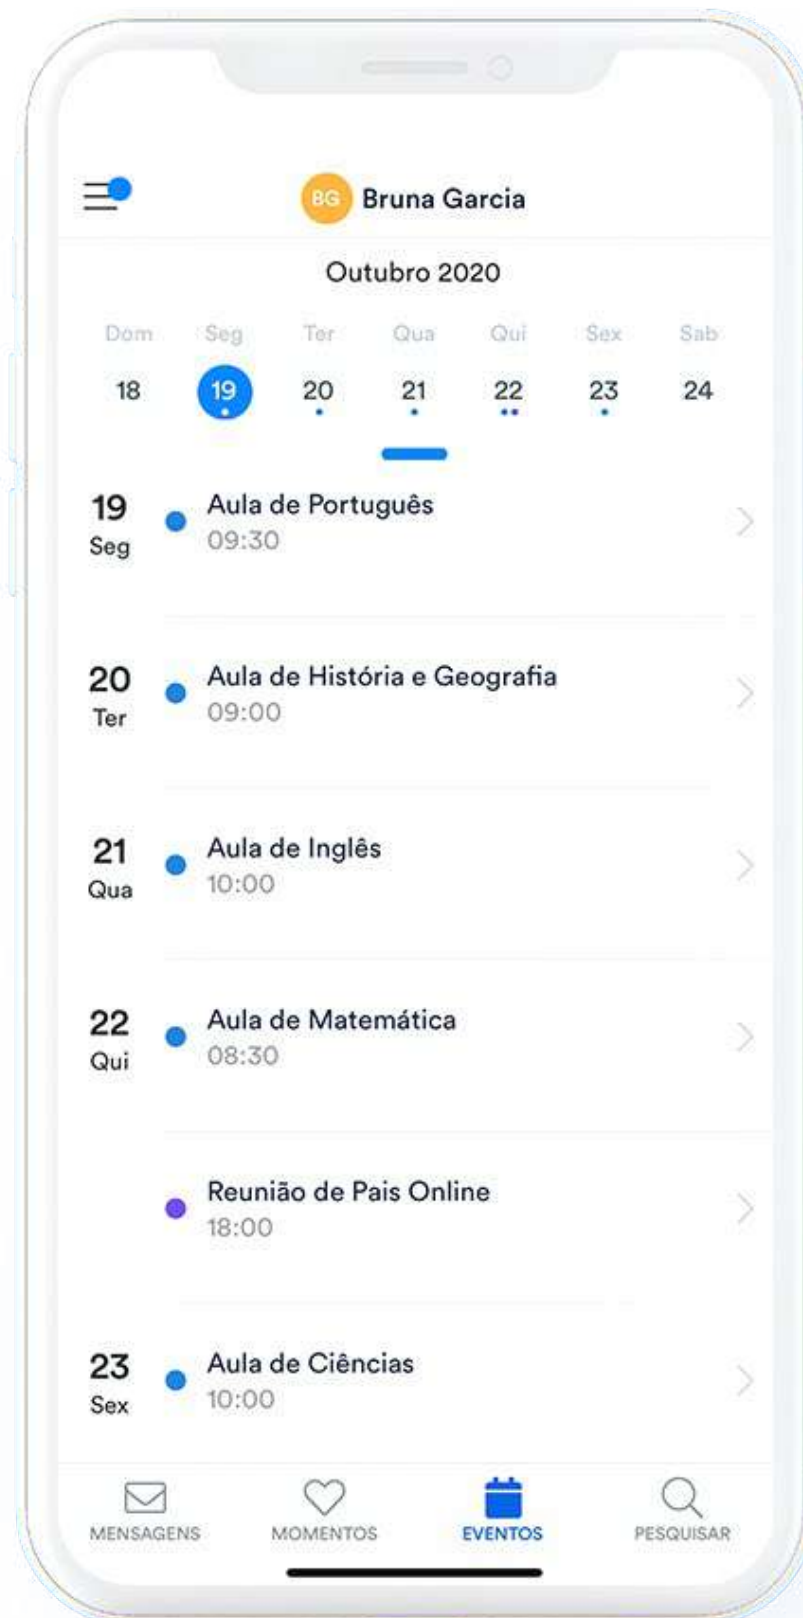 BG Bruna Garcia
Outubro 2020
Dom Seg Ter Qua Qui Sex Sab
18 19 20 21 22 23 24
19 Aula de Português
Seg 09:30
20 Aula de História e Geografia
Ter 09:00
21 Aula de Inglês
Qua 10:00
22 Aula de Matemática
Qui 08:30
Reunião de Pais Online
18:00
23 Aula de Ciências
Sex 10:00
MENSAGENS MOMENTOS EVENTOS PESQUISAR